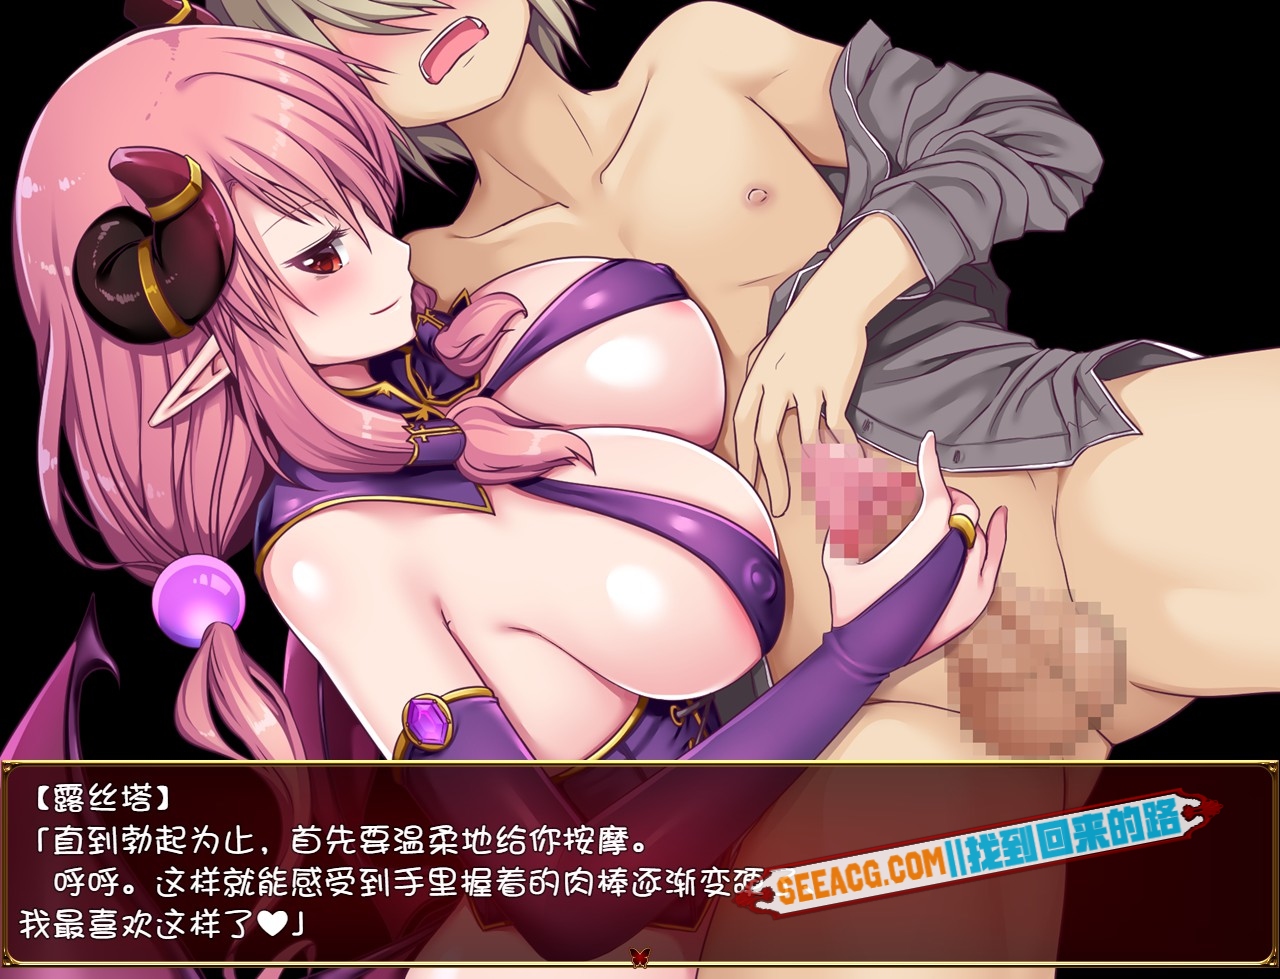 【露丝塔】
「直到勃起为止，首先要温柔地给你按摩。
呼呼。这样就能感受到手里握着的肉棒逐渐变硬
我最喜欢这样了♥」
SEEACG.COM||找到回来的路